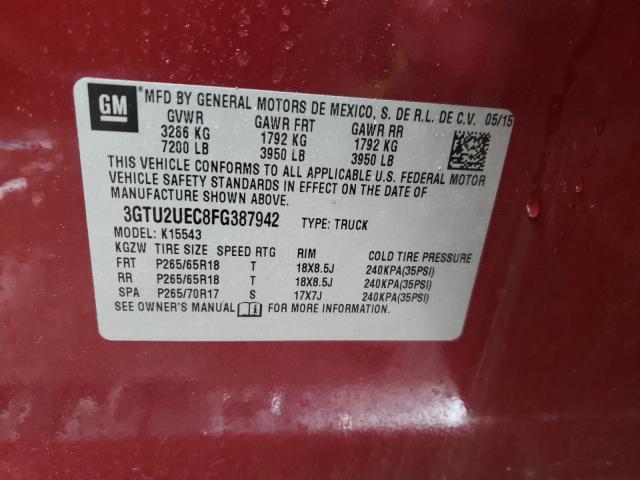 GM
*MFD BY GENERAL MOTORS DE MEXICO, S. DE R.L. DE C.V. 05/15
GVWR GAWR FRT GAWR RR
3266 KG 1792 KG 1792 KG
7200 LB 3950 LB 3950 LB
THIS VEHICLE CONFORMS TO ALL APPLICABLE U.S. FEDERAL MOTOR
VEHICLE SAFETY STANDARDS IN EFFECT ON THE DATE OF
MANUFACTURE SHOWN ABOVE.
3GTU2UEC8FG387942 TYPE: TRUCK
MODEL: K15543
KGZW TIRE SIZE SPEED RTG RIM COLD TIRE PRESSURE
FRT P265/65R18 T 18X8.5J 240KPA(35PSI)
RR P265/65R18 T 18X8.5J 240KPA(35PSI)
SPA P265/70R17 S 17X7J 240KPA(35PSI)
SEE OWNER'S MANUAL FOR MORE INFORMATION.